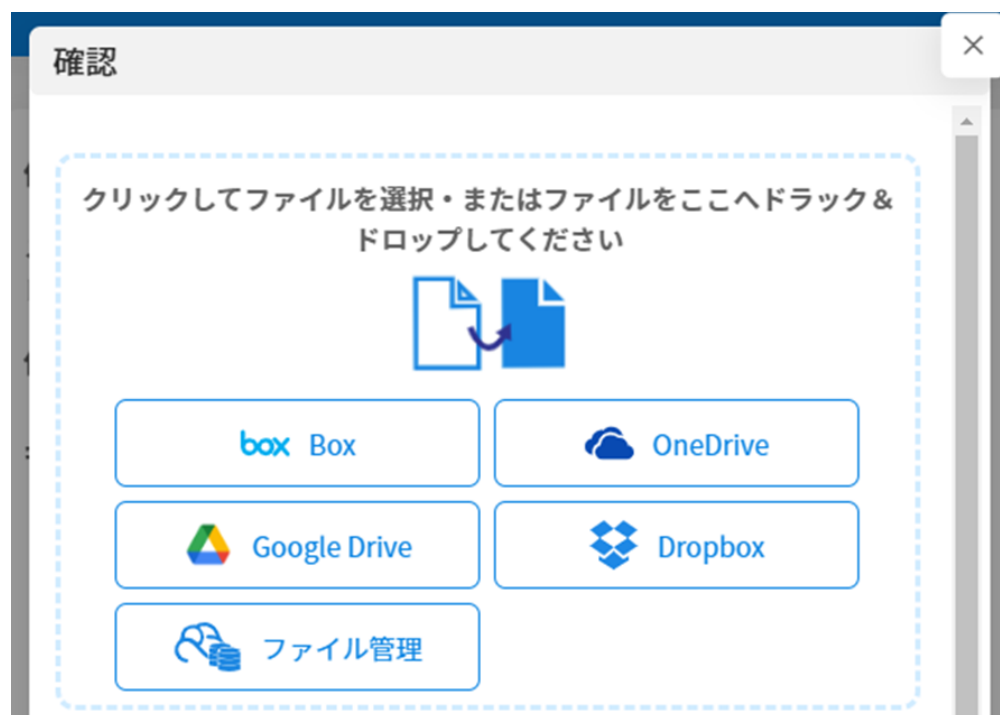 確認
クリックしてファイルを選択・またはファイルをここへドラック＆
ドロップしてください
box Box
OneDrive
Google Drive
Dropbox
ファイル管理